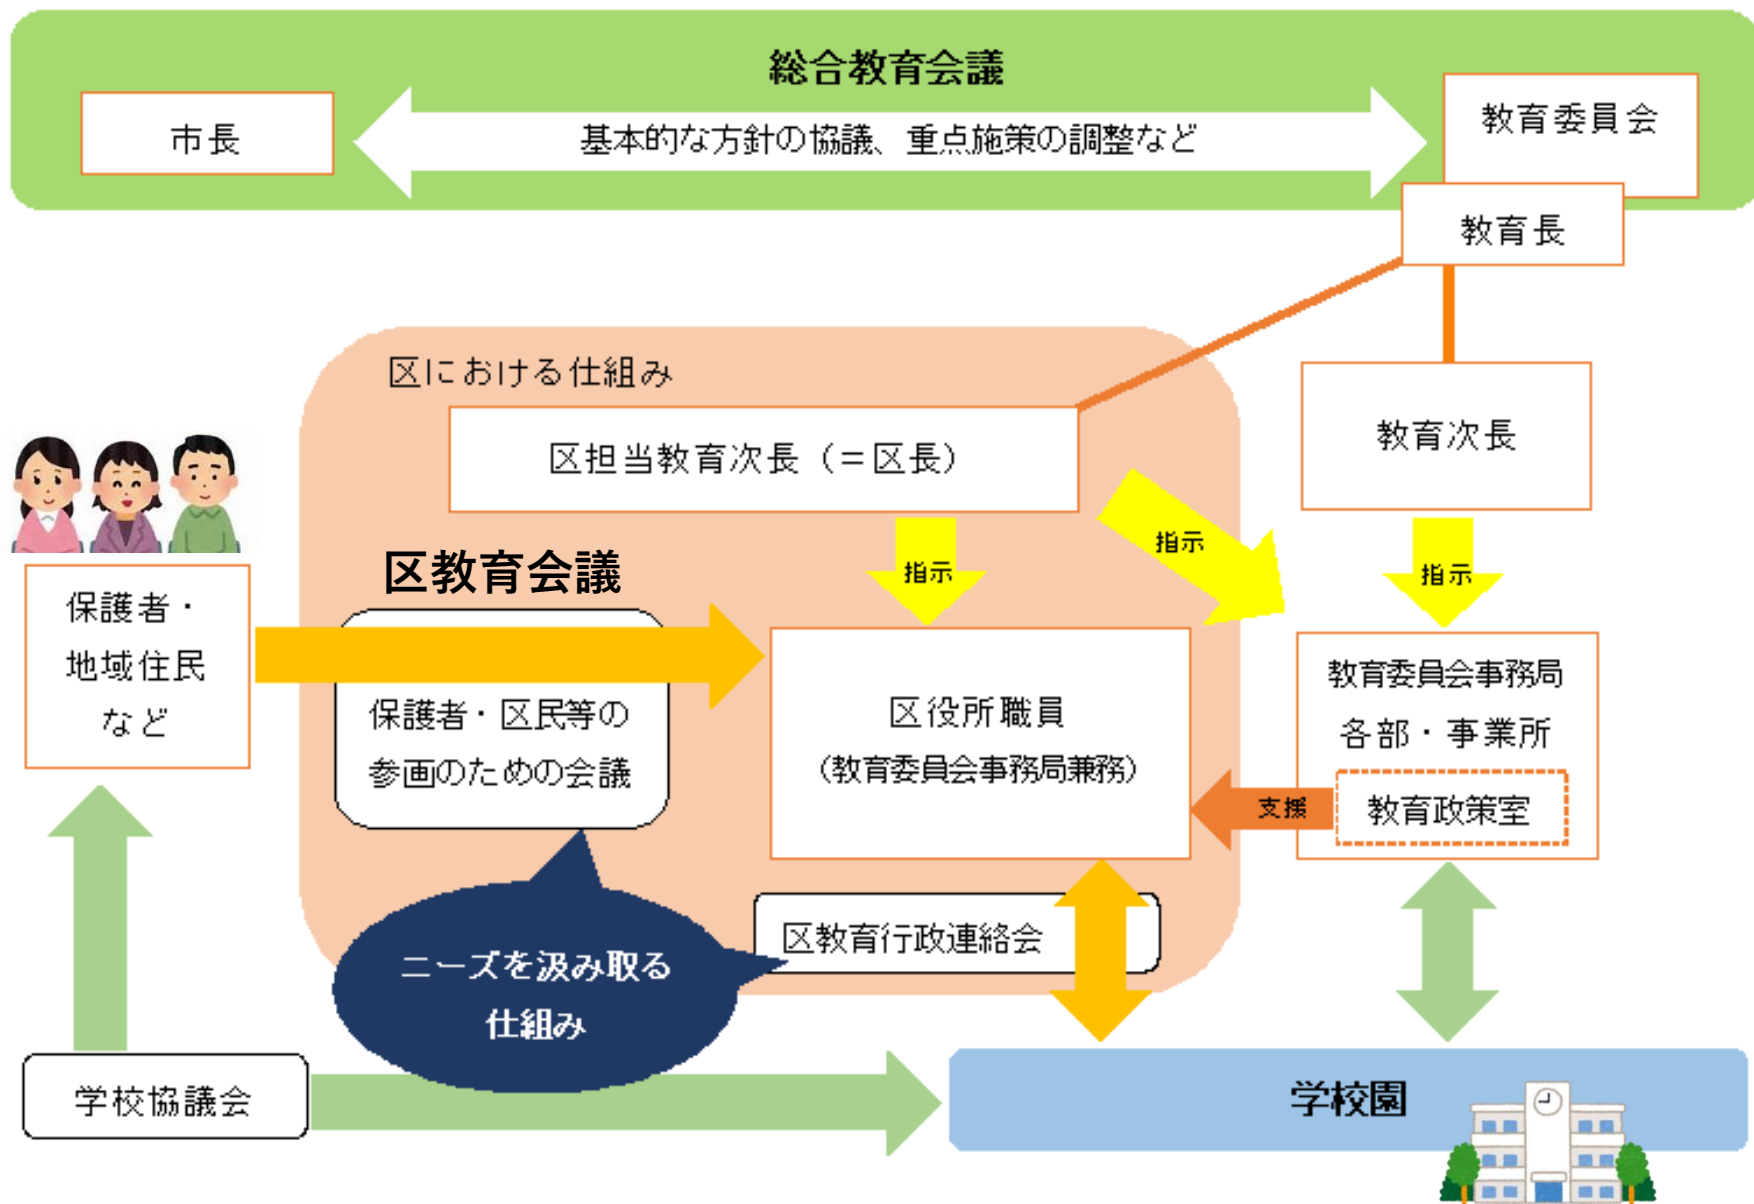 総合教育会議
市長
基本的な方針の協議、重点施策の調整など
教育委員会
教育長
区における仕組み
区担当教育次長（＝区長）
教育次長
指示
指示
指示
区教育会議
保護者・
地域住民
など
保護者・区民等の
参画のための会議
区役所職員
（教育委員会事務局兼務）
教育委員会事務局
各部・事業所
教育政策室
支援
区教育行政連絡会
ニーズを汲み取る
仕組み
学校協議会
学校園